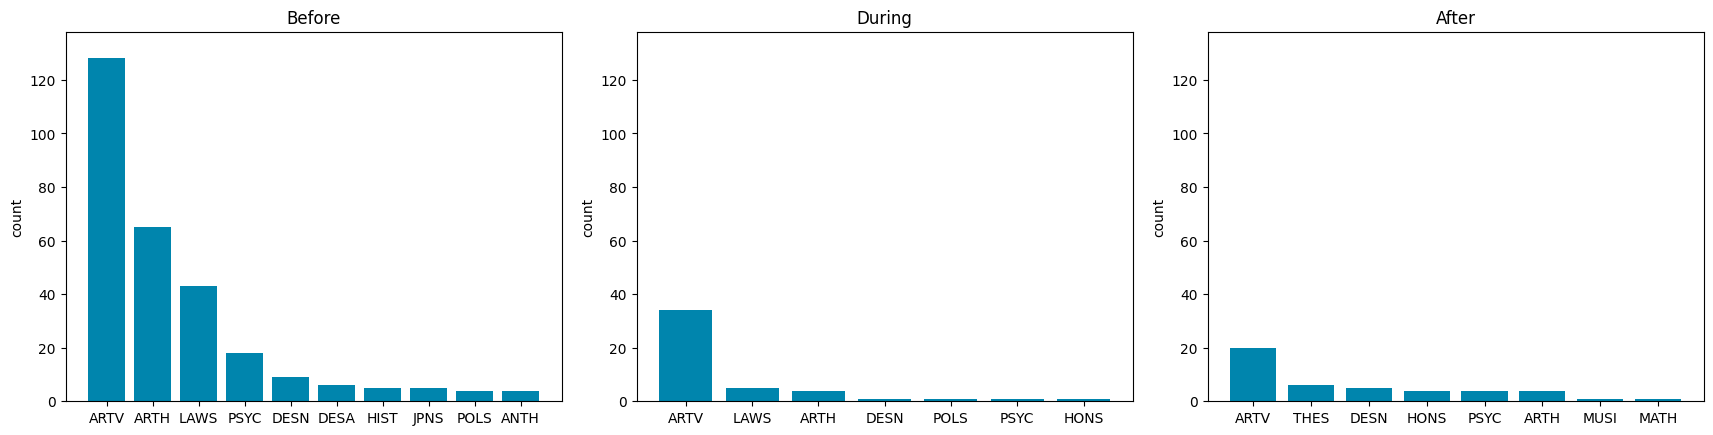 Before
During
After
count
120
100
80
60
40
20
0
ARTV ARTH LAWS PSYC DESN DESA HIST JPNS POLS ANTH
count
120
100
80
60
40
20
0
ARTV LAWS ARTH DESN POLS PSYC HONS
count
120
100
80
60
40
20
0
ARTV THES DESN HONS PSYC ARTH MUSI MATH